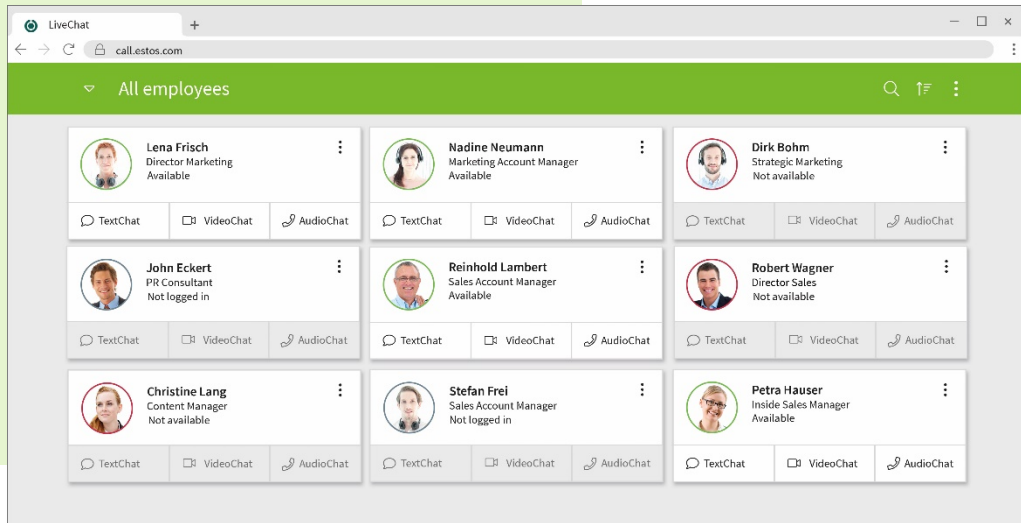 LiveChat
call.estos.com
All employees
Lena Frisch
Director Marketing
Available
TextChat VideoChat AudioChat
Nadine Neumann
Marketing Account Manager
Available
TextChat VideoChat AudioChat
Dirk Bohm
Strategic Marketing
Not available
TextChat VideoChat AudioChat
John Eckert
PR Consultant
Not logged in
TextChat VideoChat AudioChat
Reinhold Lambert
Sales Account Manager
Available
TextChat VideoChat AudioChat
Robert Wagner
Director Sales
Not available
TextChat VideoChat AudioChat
Christine Lang
Content Manager
Not available
TextChat VideoChat AudioChat
Stefan Frei
Sales Account Manager
Not logged in
TextChat VideoChat AudioChat
Petra Hauser
Inside Sales Manager
Available
TextChat VideoChat AudioChat